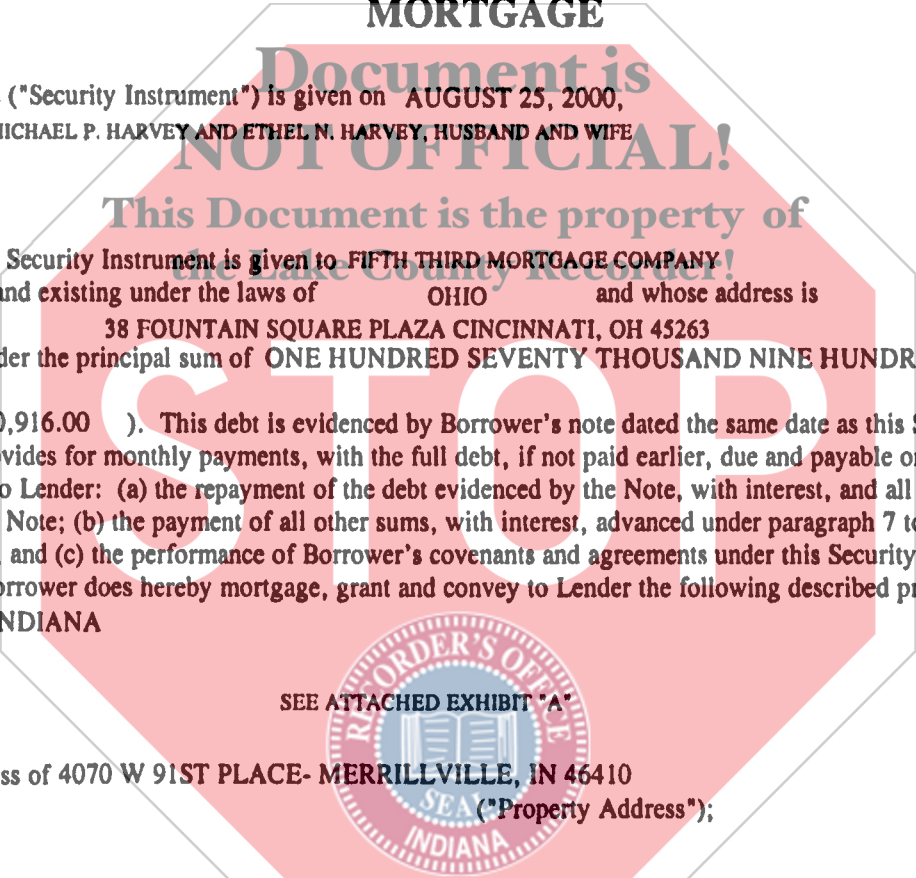 MORTGAGE
Document is
("Security Instrument") is given on AUGUST 25, 2000,
MICHAEL P. HARVEY AND ETHEL N. HARVEY, HUSBAND AND WIFE
NOT OFFICIAL!
This Document is the property of
the Lake County Recorder!
Security Instrument is given to FIFTH THIRD MORTGAGE COMPANY
and existing under the laws of OHIO and whose address is
38 FOUNTAIN SQUARE PLAZA CINCINNATI, OH 45263
der the principal sum of ONE HUNDRED SEVENTY THOUSAND NINE HUNDR
0,916.00 ). This debt is evidenced by Borrower's note dated the same date as this S
vides for monthly payments, with the full debt, if not paid earlier, due and payable on
o Lender: (a) the repayment of the debt evidenced by the Note, with interest, and all
Note; (b) the payment of all other sums, with interest, advanced under paragraph 7 to
and (c) the performance of Borrower's covenants and agreements under this Security
orrower does hereby mortgage, grant and convey to Lender the following described pr
INDIANA
STOP
SEE ATTACHED EXHIBIT "A"
ss of 4070 W 91ST PLACE- MERRILLVILLE, IN 46410
("Property Address");
RECORDER'S OFFICE
SEAL
INDIANA